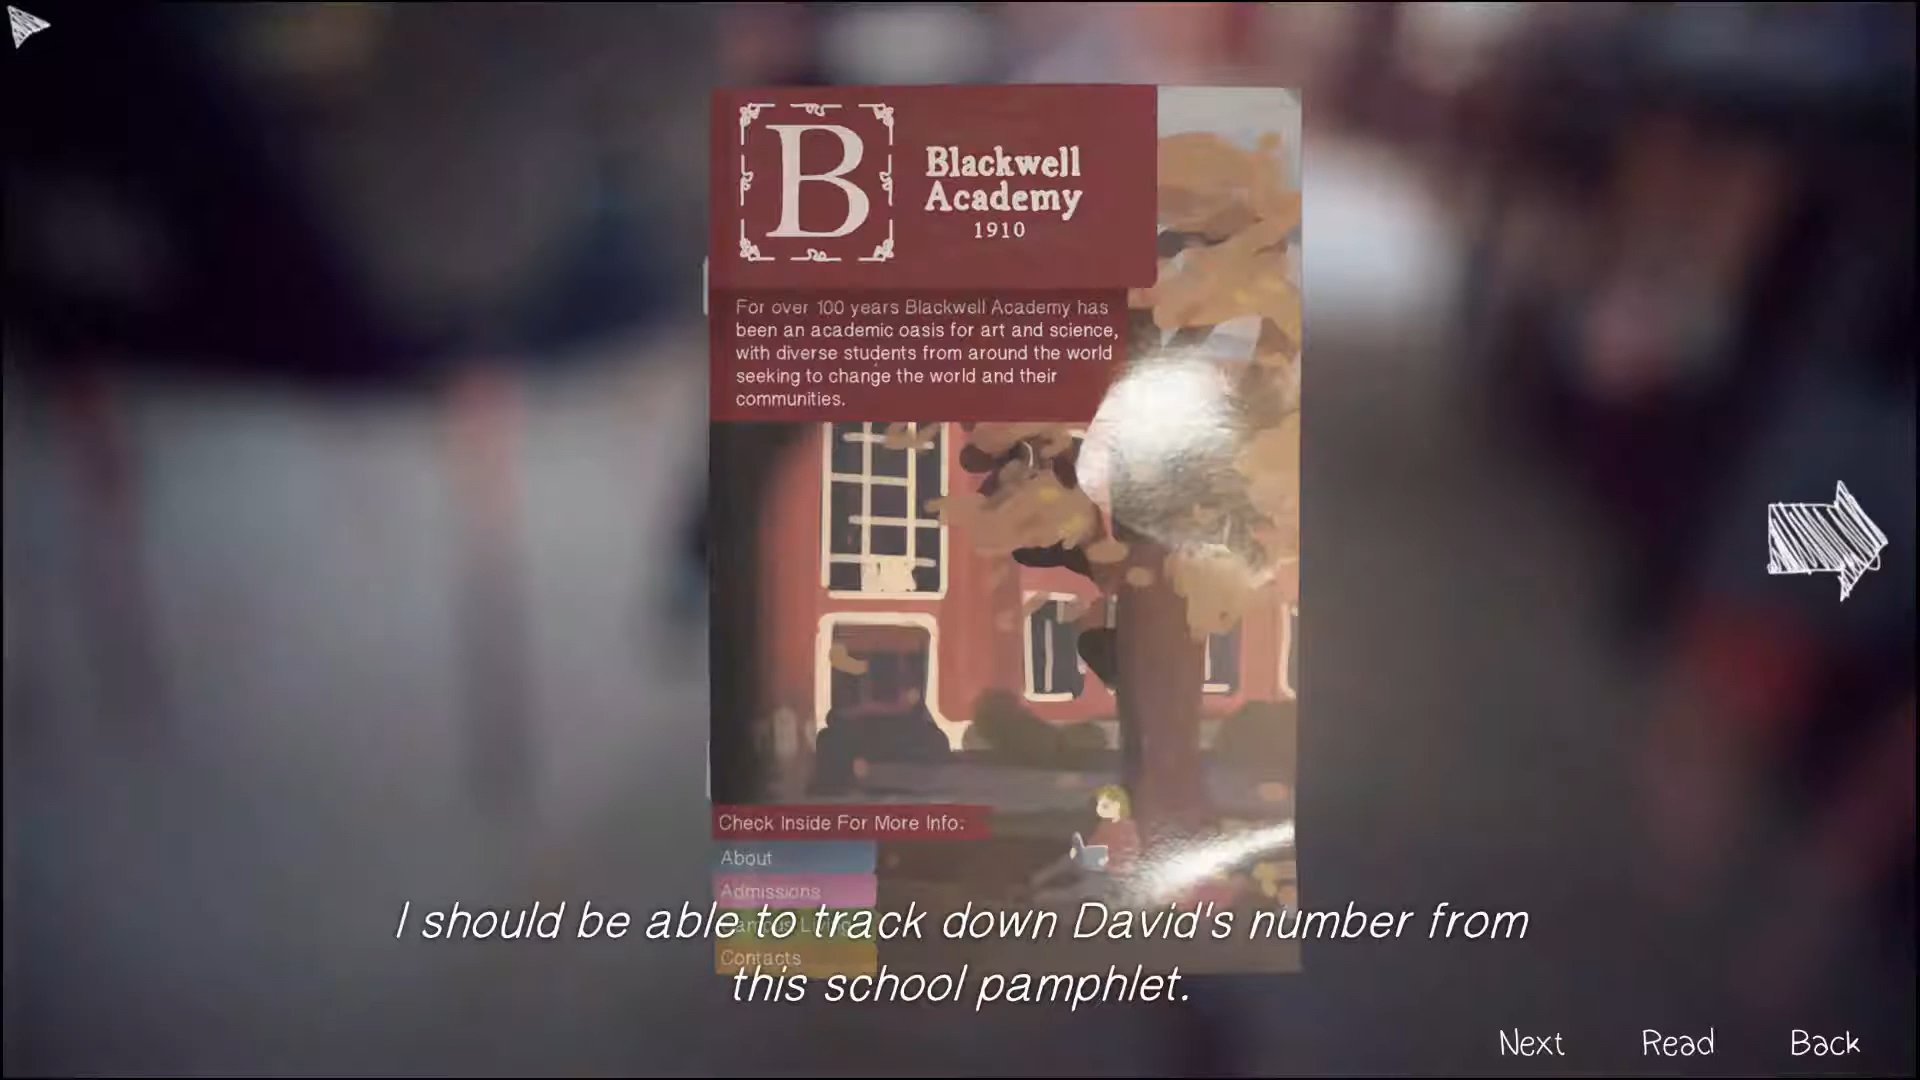 B
Blackwell
Academy
1910
For over 100 years Blackwell Academy has
been an academic oasis for art and science,
with diverse students from around the world
seeking to change the world and their
communities.
Check Inside For More Info:
About
Admissions
Campus Living
Contacts
I should be able to track down David's number from
this school pamphlet.
Next Read Back